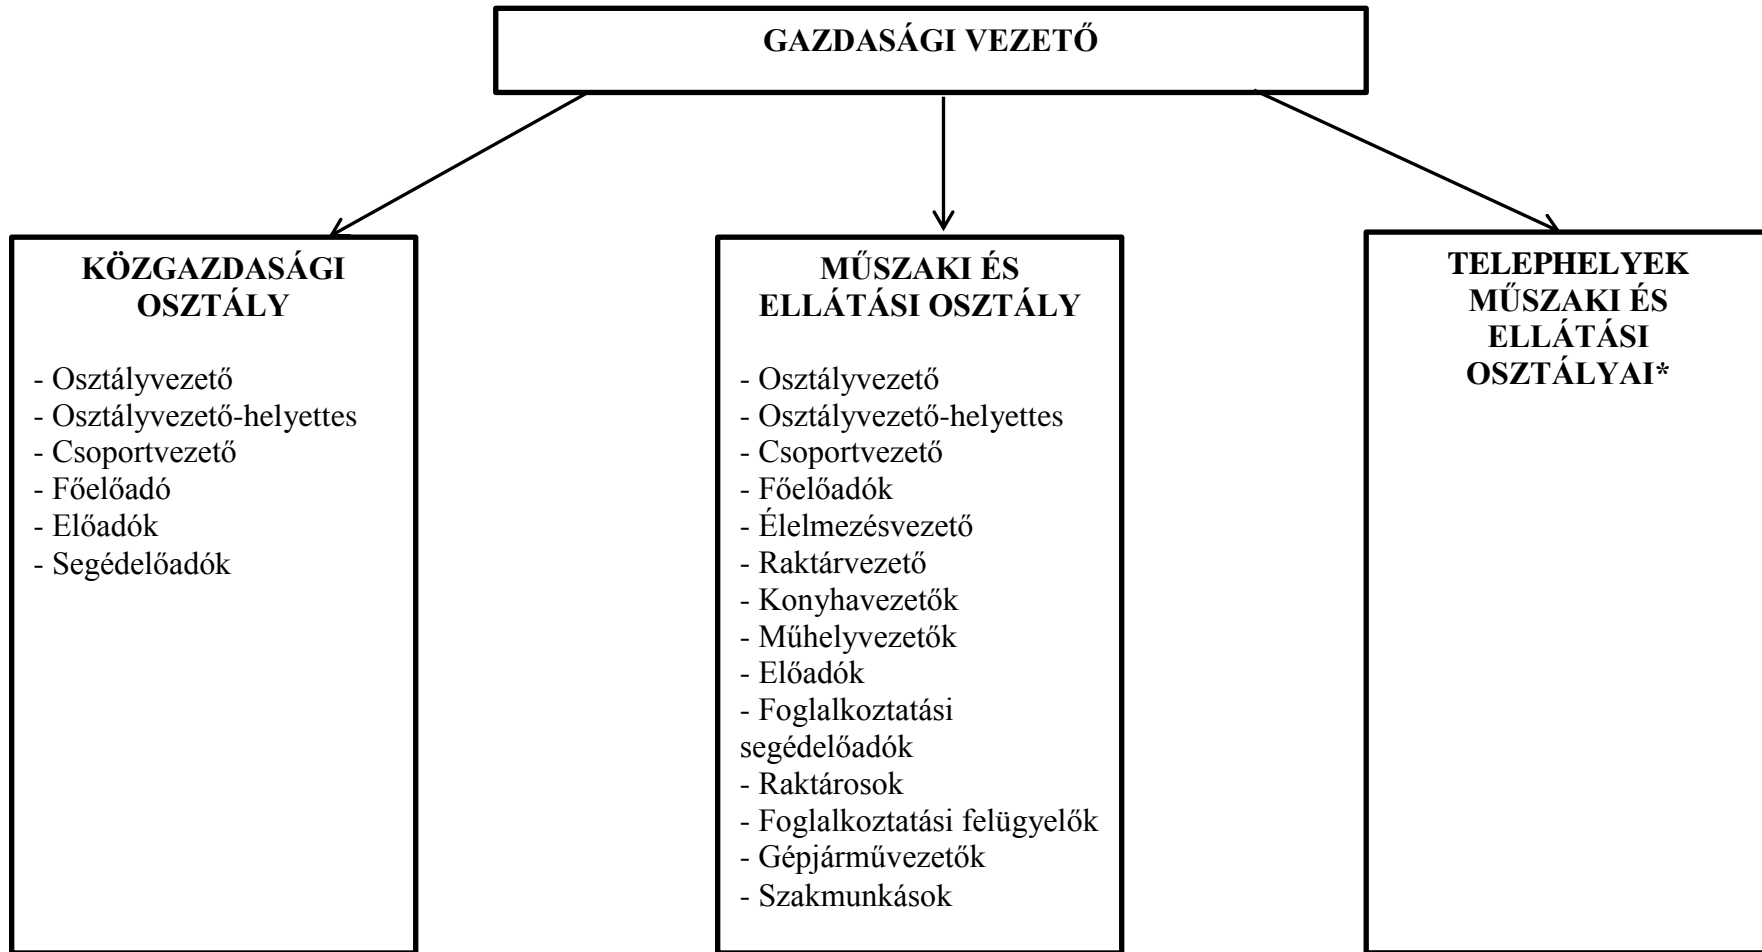 GAZDASÁGI VEZETŐ
KÖZGAZDASÁGI
OSZTÁLY
- Osztályvezető
- Osztályvezető-helyettes
- Csoportvezető
- Főelőadó
- Előadók
- Segédelőadók
MŰSZAKI ÉS
ELLÁTÁSI OSZTÁLY
- Osztályvezető
- Osztályvezető-helyettes
- Csoportvezető
- Főelőadók
- Élelmezésvezető
- Raktárvezető
- Konyhavezetők
- Műhelyvezetők
- Előadók
- Foglalkoztatási
segédelőadók
- Raktárosok
- Foglalkoztatási felügyelők
- Gépjárművezetők
- Szakmunkások
TELEPHELYEK
MŰSZAKI ÉS
ELLÁTÁSI
OSZTÁLYAI*